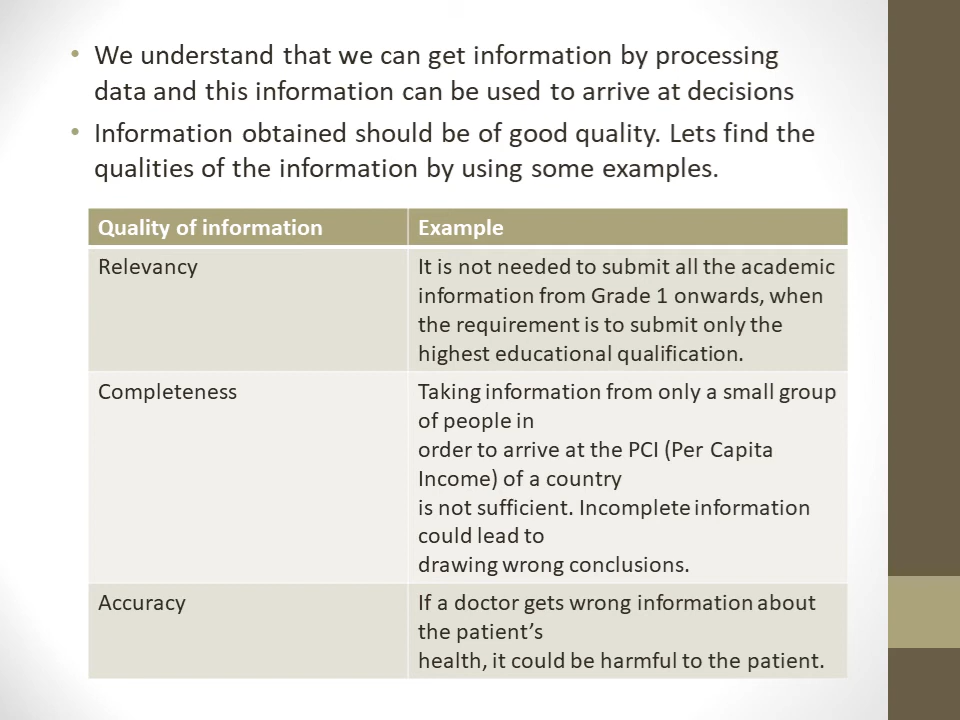 • We understand that we can get information by processing
data and this information can be used to arrive at decisions
• Information obtained should be of good quality. Lets find the
qualities of the information by using some examples.
Quality of information
Example
Relevancy
It is not needed to submit all the academic
information from Grade 1 onwards, when
the requirement is to submit only the
highest educational qualification.
Completeness
Taking information from only a small group
of people in
order to arrive at the PCI (Per Capita
Income) of a country
is not sufficient. Incomplete information
could lead to
drawing wrong conclusions.
Accuracy
If a doctor gets wrong information about
the patient’s
health, it could be harmful to the patient.